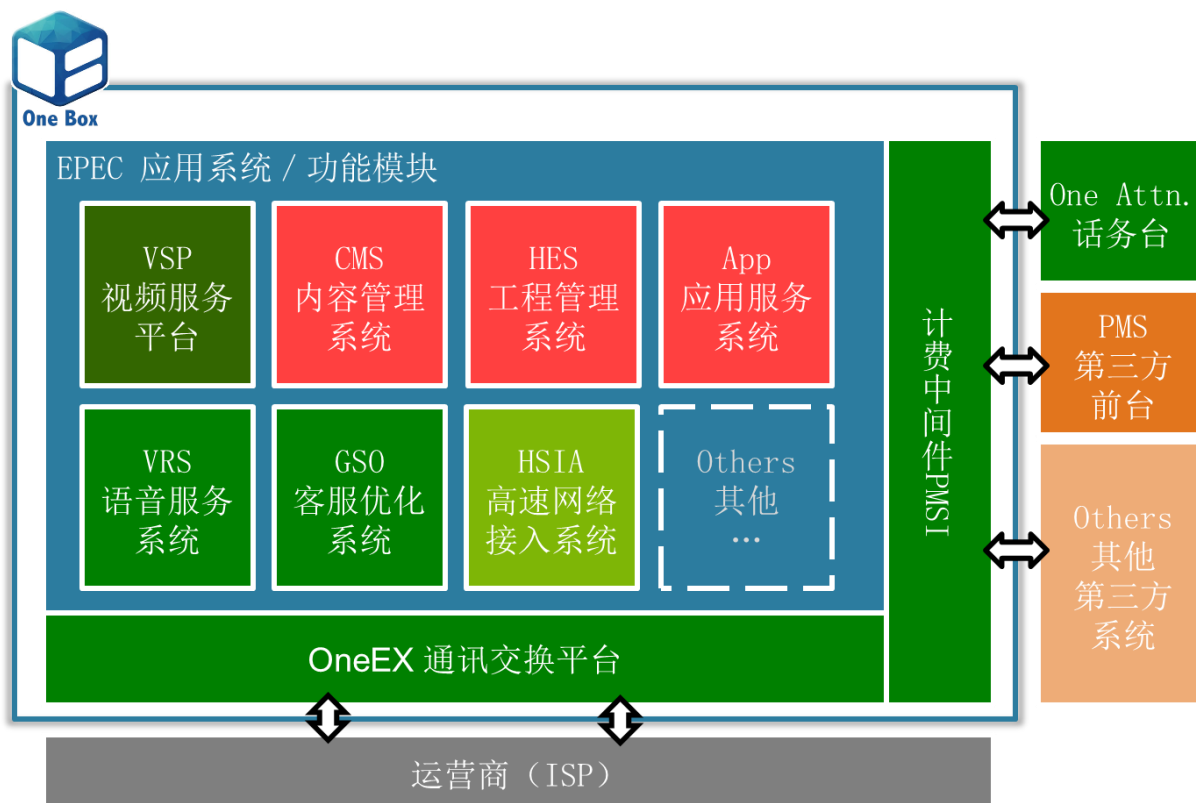 One Box
EPEC 应用系统 / 功能模块
VSP
视频服务
平台
CMS
内容管理
系统
HES
工程管理
系统
App
应用服务
系统
VRS
语音服务
系统
GSO
客服优化
系统
HSIA
高速网络
接入系统
Others
其他
…
计费中间件PMSI
One Attn.
话务台
PMS
第三方
前台
Others
其他
第三方
系统
OneEX 通讯交换平台
运营商（ISP）